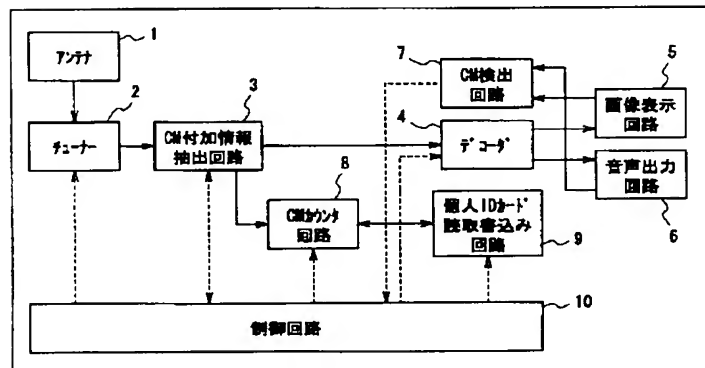 1
アンテナ
2
チューナー
3
CM付加情報
抽出回路
7
CM検出
回路
4
デコーダ
5
画像表示
回路
音声出力
回路
6
8
CMカウンタ
回路
個人IDカード
読取書込み
回路
9
10
制御回路